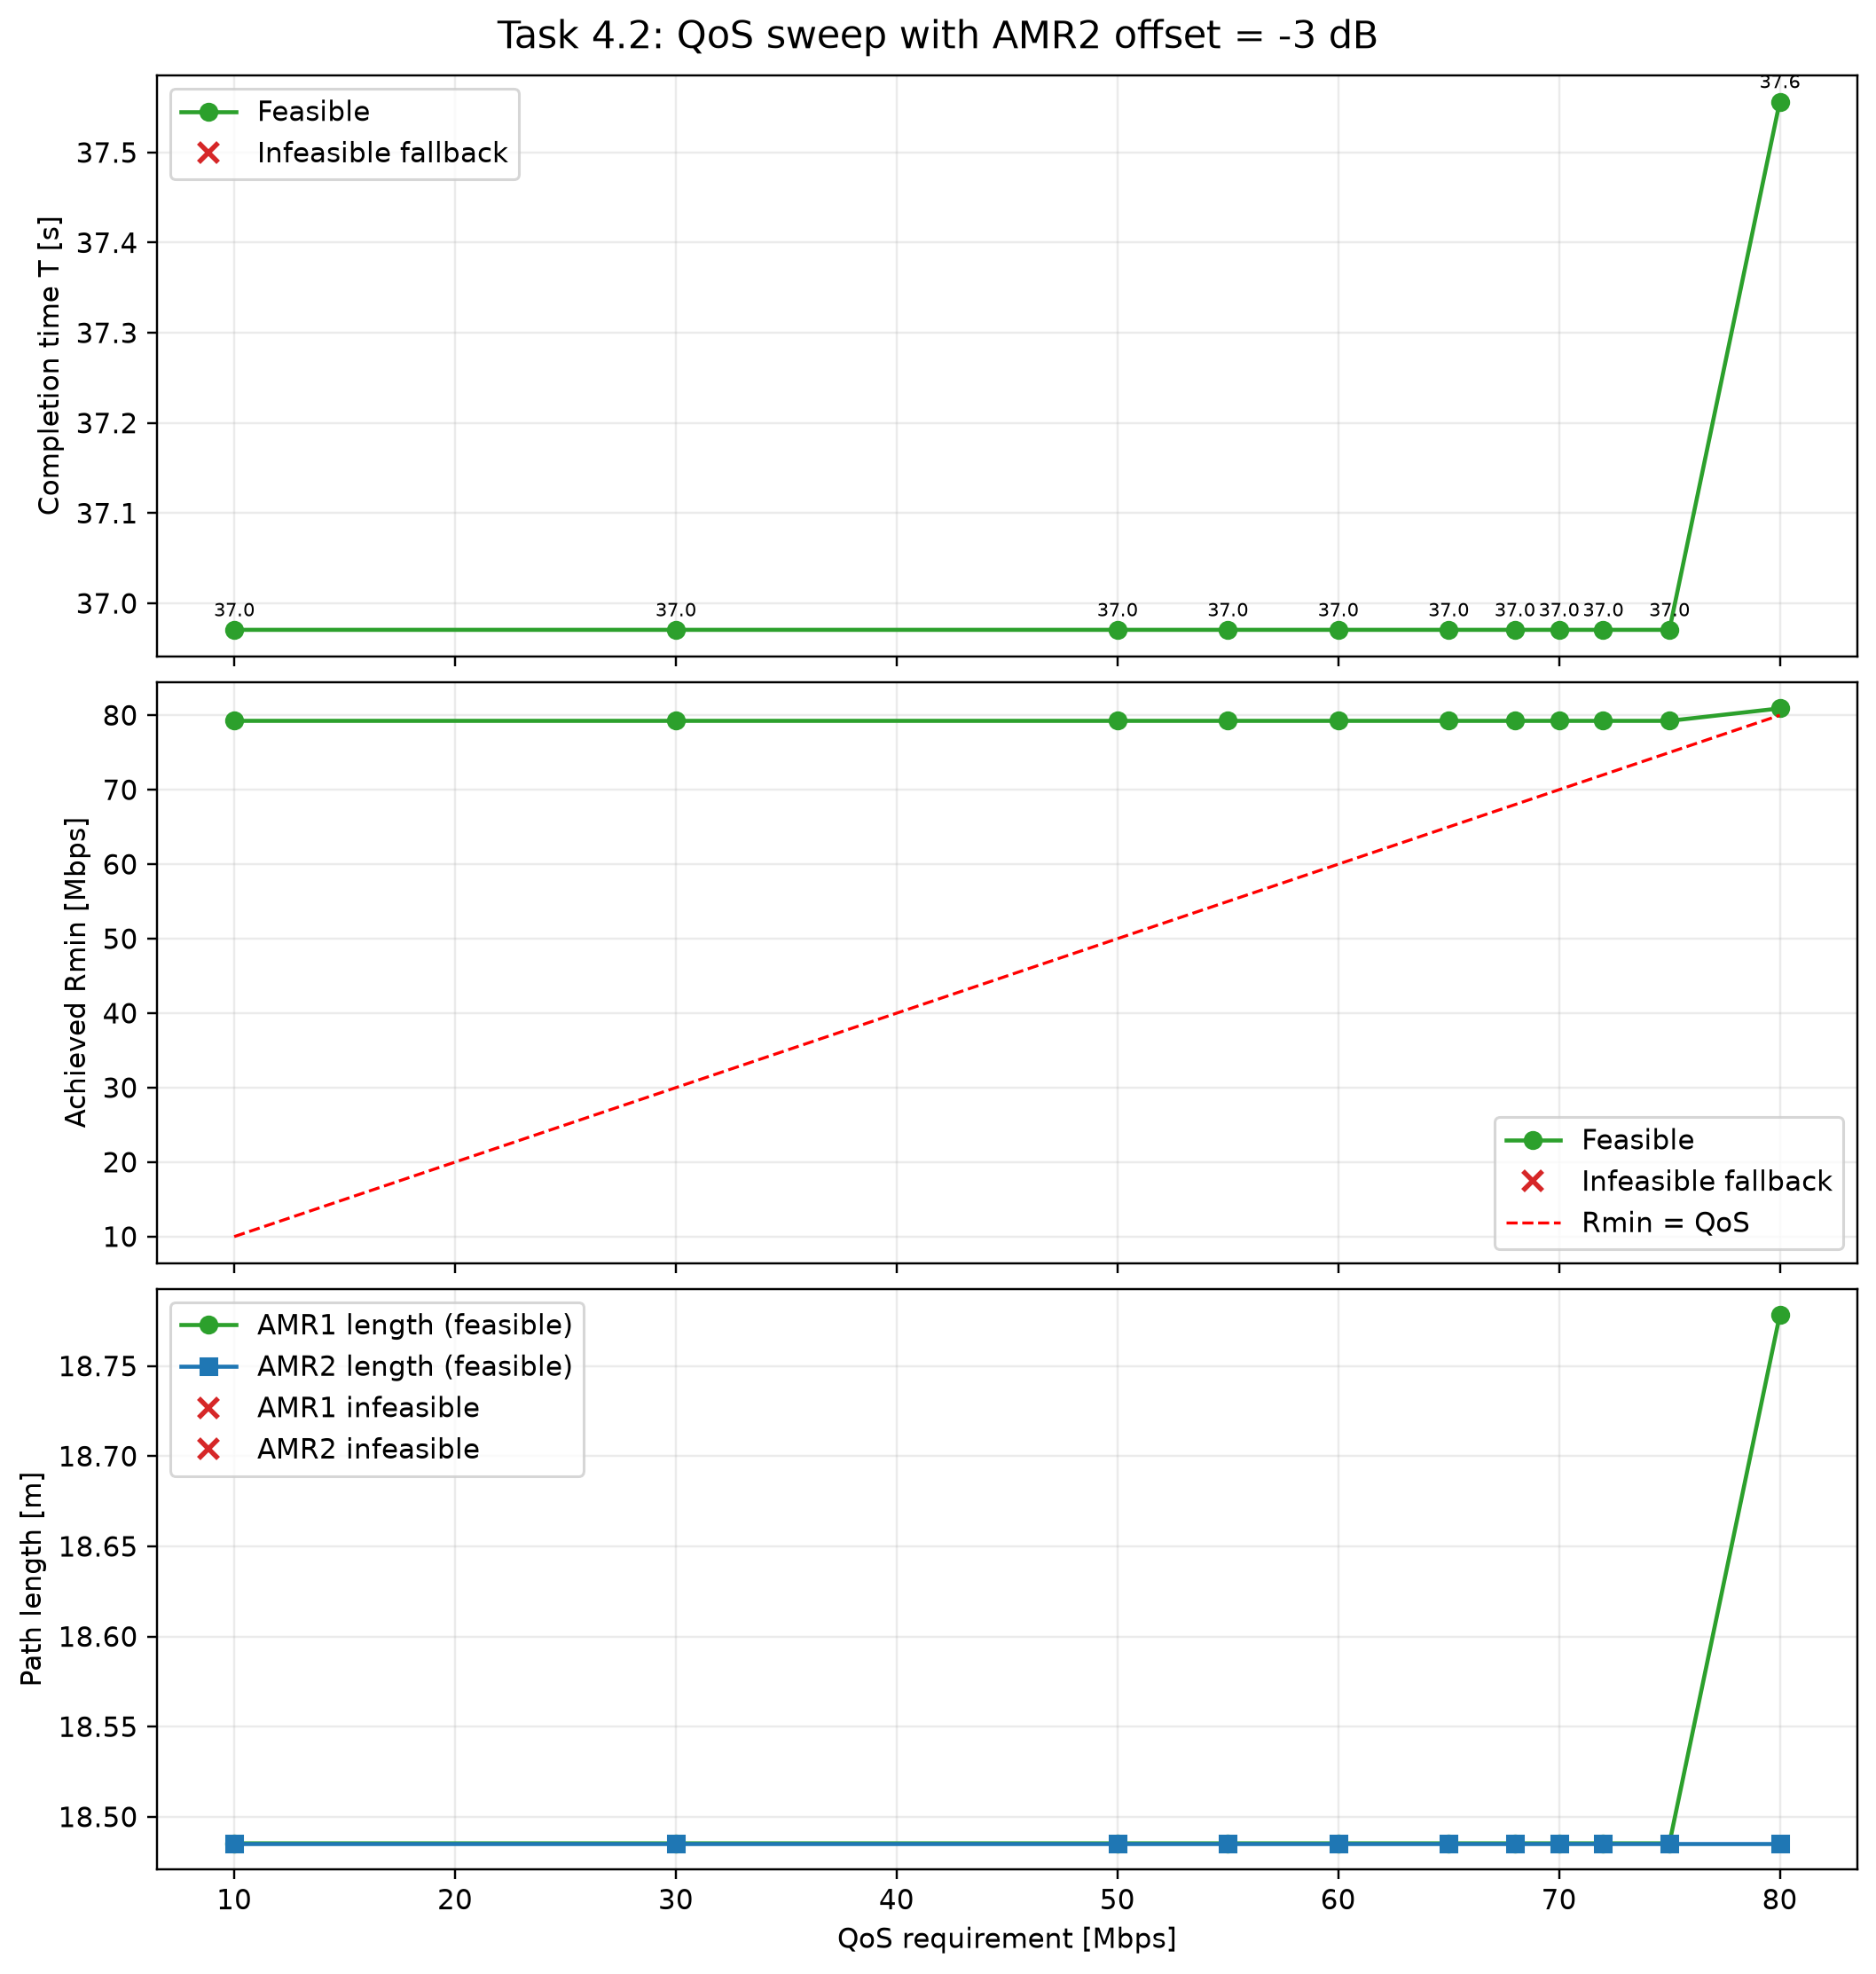 Task 4.2: QoS sweep with AMR2 offset = -3 dB
Feasible
Infeasible fallback
Completion time T [s]
37.5
37.4
37.3
37.2
37.1
37.0
37.6
37.0 37.0 37.0 37.0 37.0 37.0 37.0 37.0 37.0 37.0
Achieved Rmin [Mbps]
80
70
60
50
40
30
20
10
Feasible
Infeasible fallback
Rmin = QoS
AMR1 length (feasible)
AMR2 length (feasible)
AMR1 infeasible
AMR2 infeasible
Path length [m]
18.75
18.70
18.65
18.60
18.55
18.50
10 20 30 40 50 60 70 80
QoS requirement [Mbps]